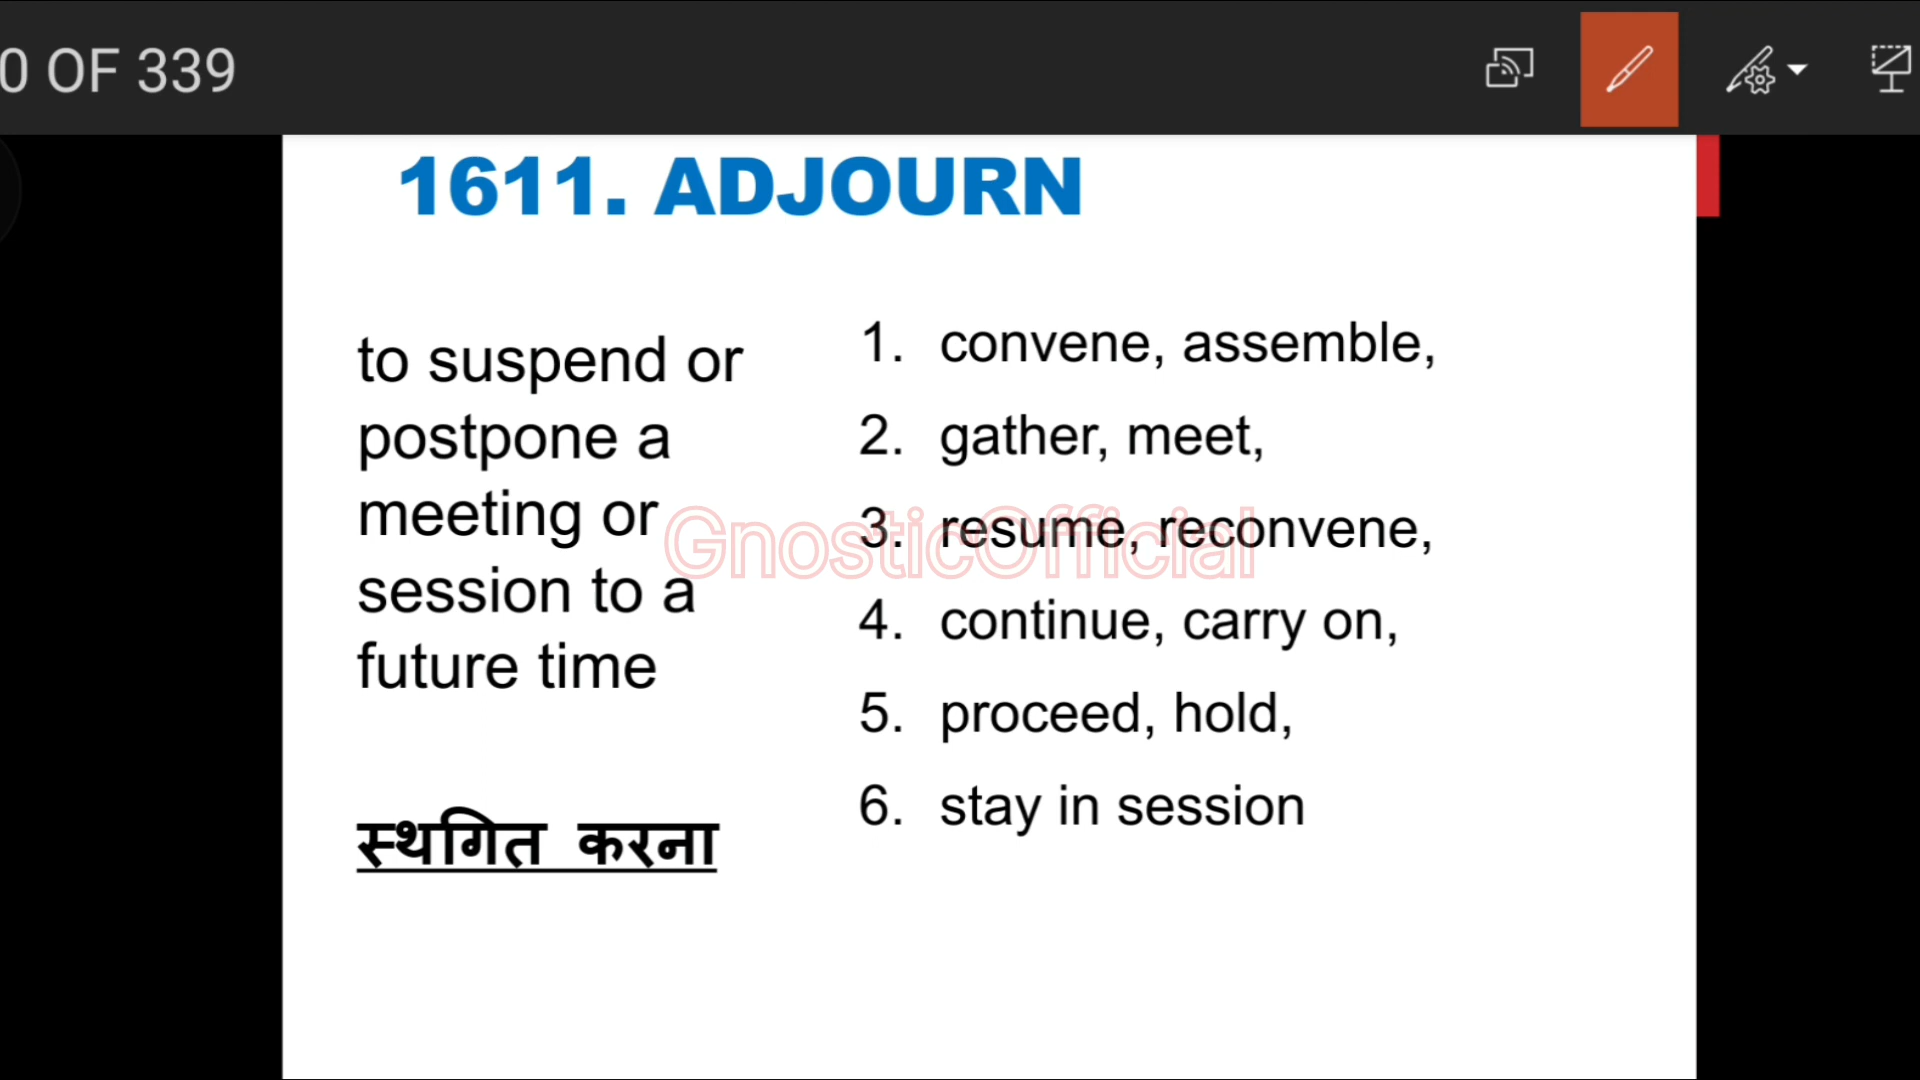 0 OF 339
1611. ADJOURN
to suspend or
postpone a
meeting or
session to a
future time
स्थगित करना
1. convene, assemble,
2. gather, meet,
3. resume, reconvene,
4. continue, carry on,
5. proceed, hold,
6. stay in session
GnosticOfficial